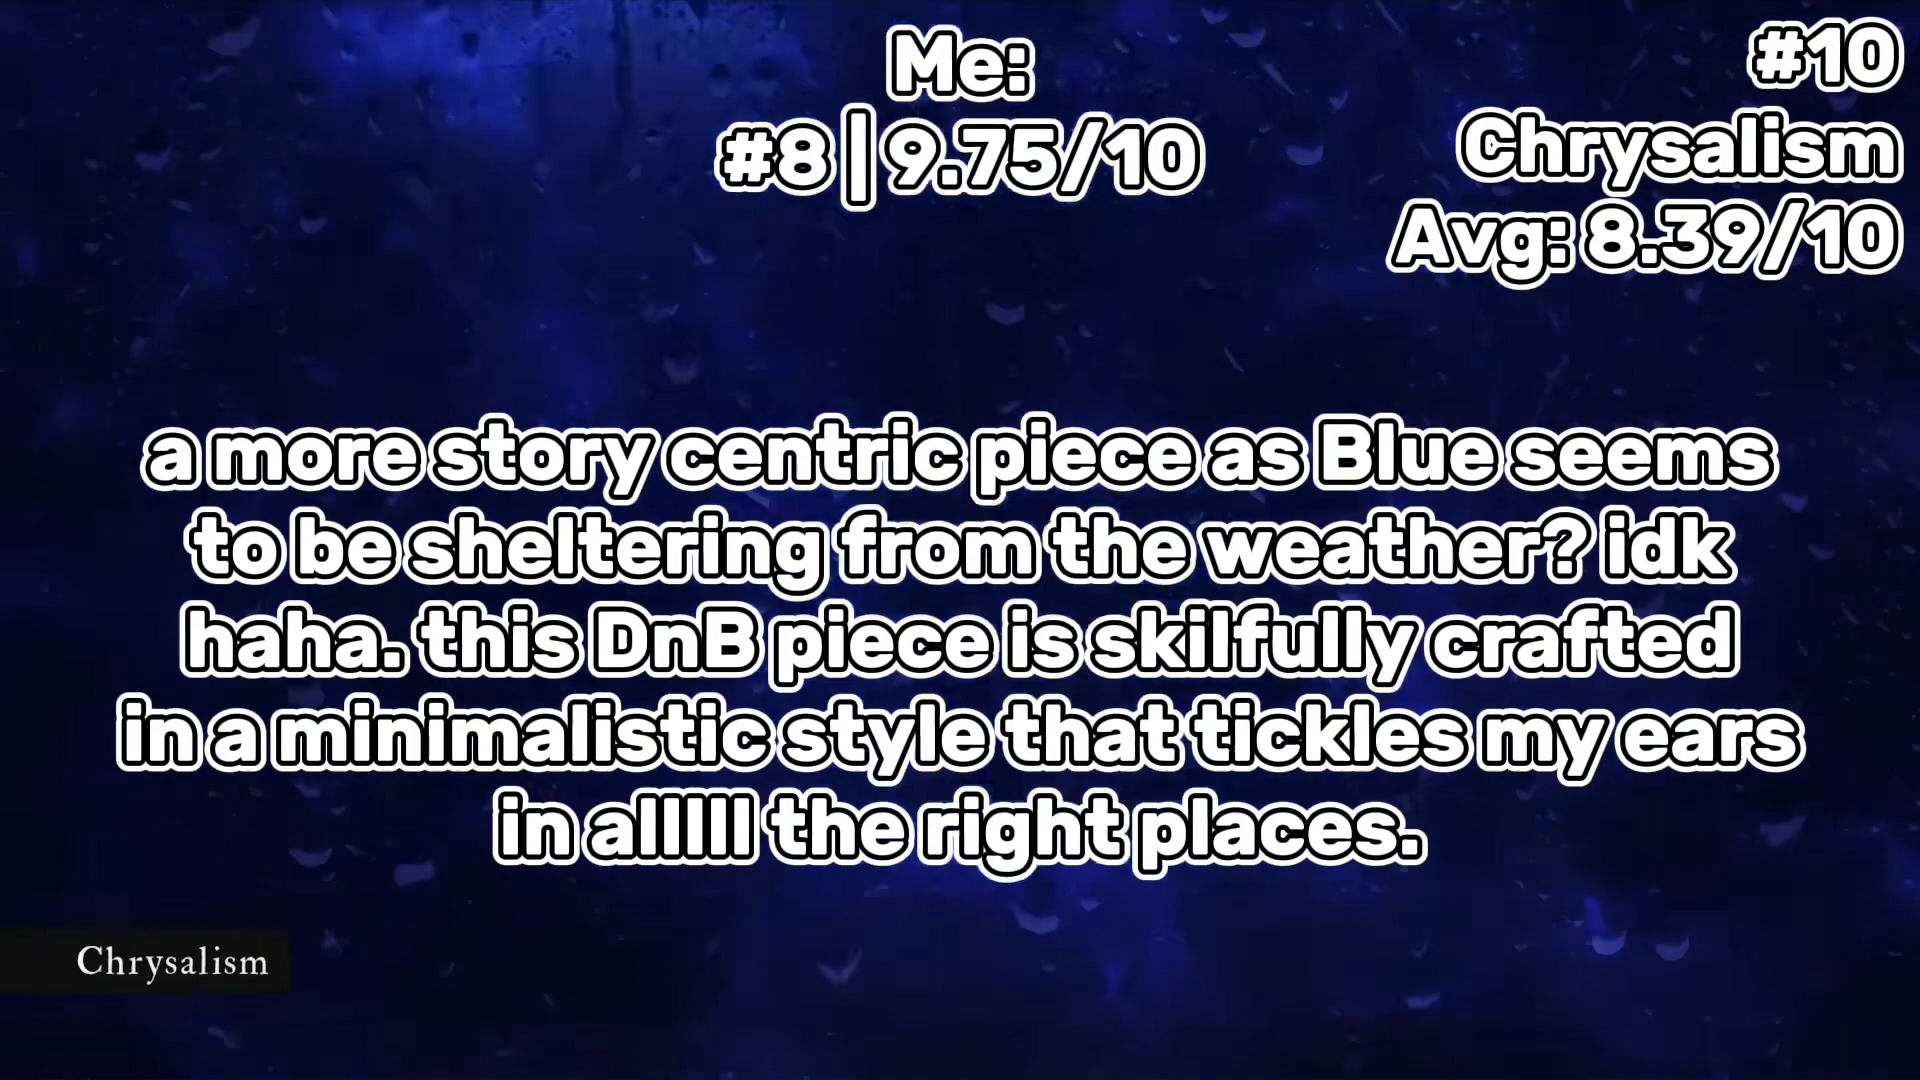 Me:
#8 | 9.75/10
#10
Chrysalism
Avg: 8.39/10
a more story centric piece as Blue seems
to be sheltering from the weather? idk
haha. this DnB piece is skilfully crafted
in a minimalistic style that tickles my ears
in alllll the right places.
Chrysalism